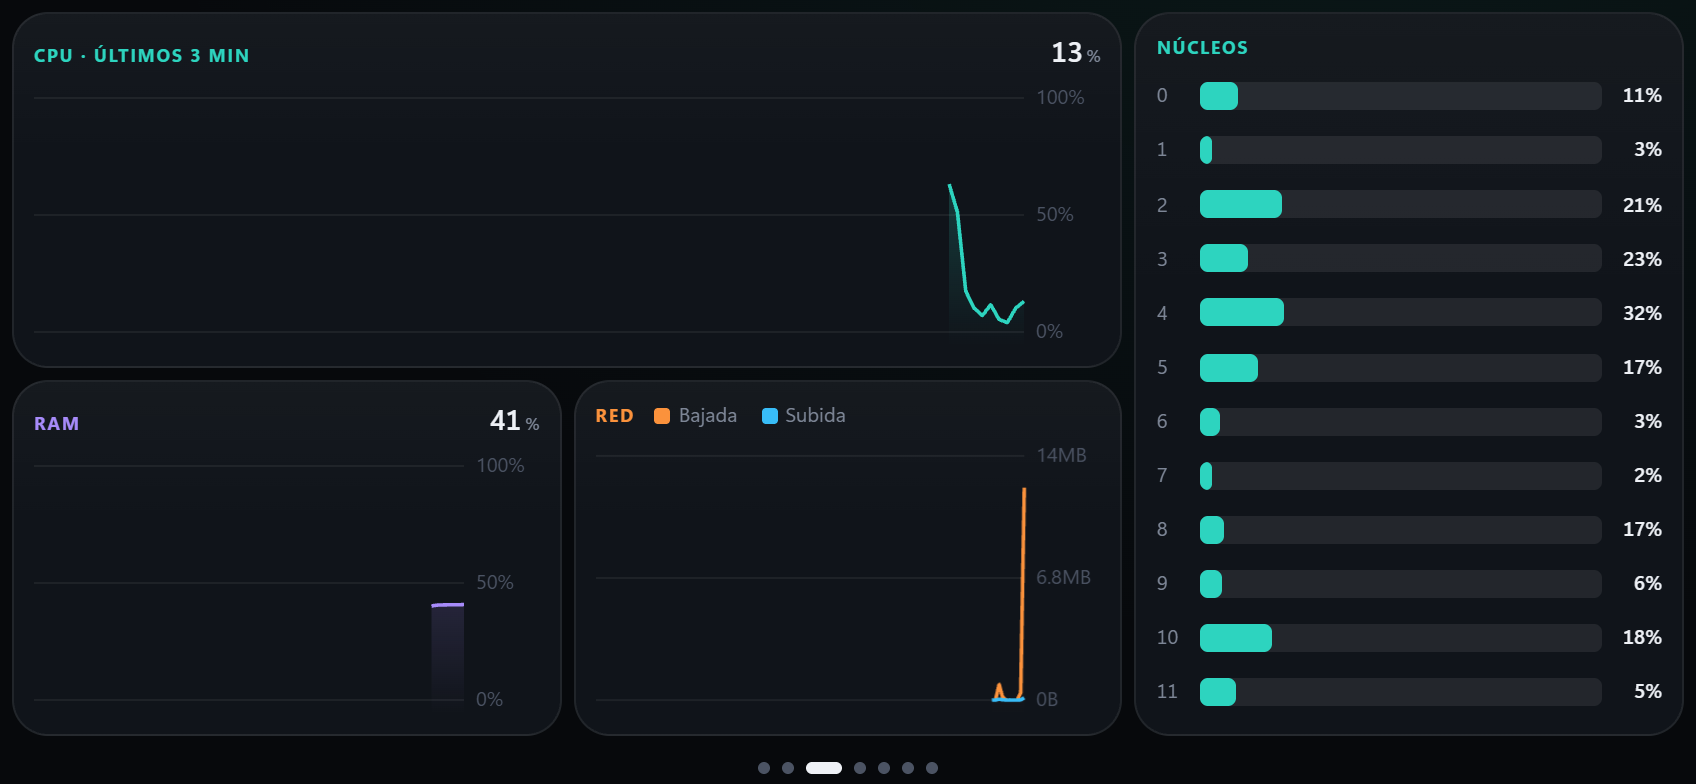 CPU · ÚLTIMOS 3 MIN
13 %
100%
50%
0%
RAM
41 %
100%
50%
0%
RED Bajada Subida
14MB
6.8MB
0B
NÚCLEOS
0 11%
1 3%
2 21%
3 23%
4 32%
5 17%
6 3%
7 2%
8 17%
9 6%
10 18%
11 5%